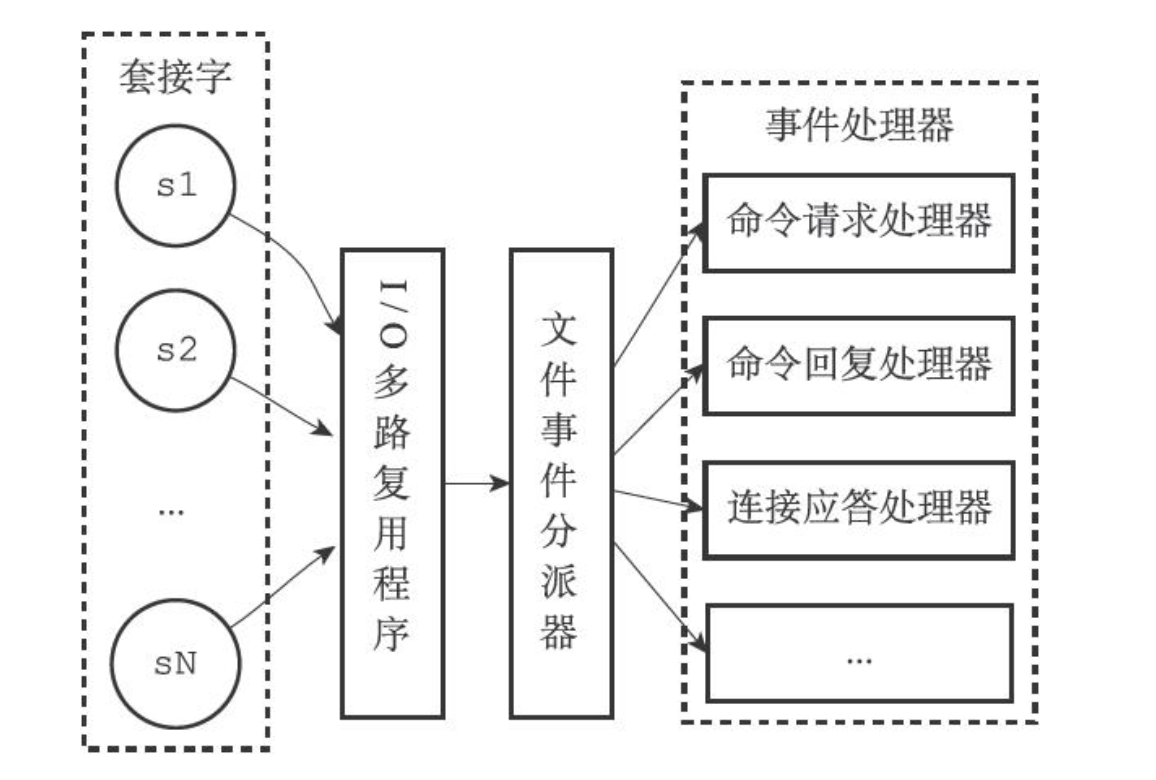 套接字
s1
s2
...
sN
I/O多路复用程序
文件事件分派器
事件处理器
命令请求处理器
命令回复处理器
连接应答处理器
...